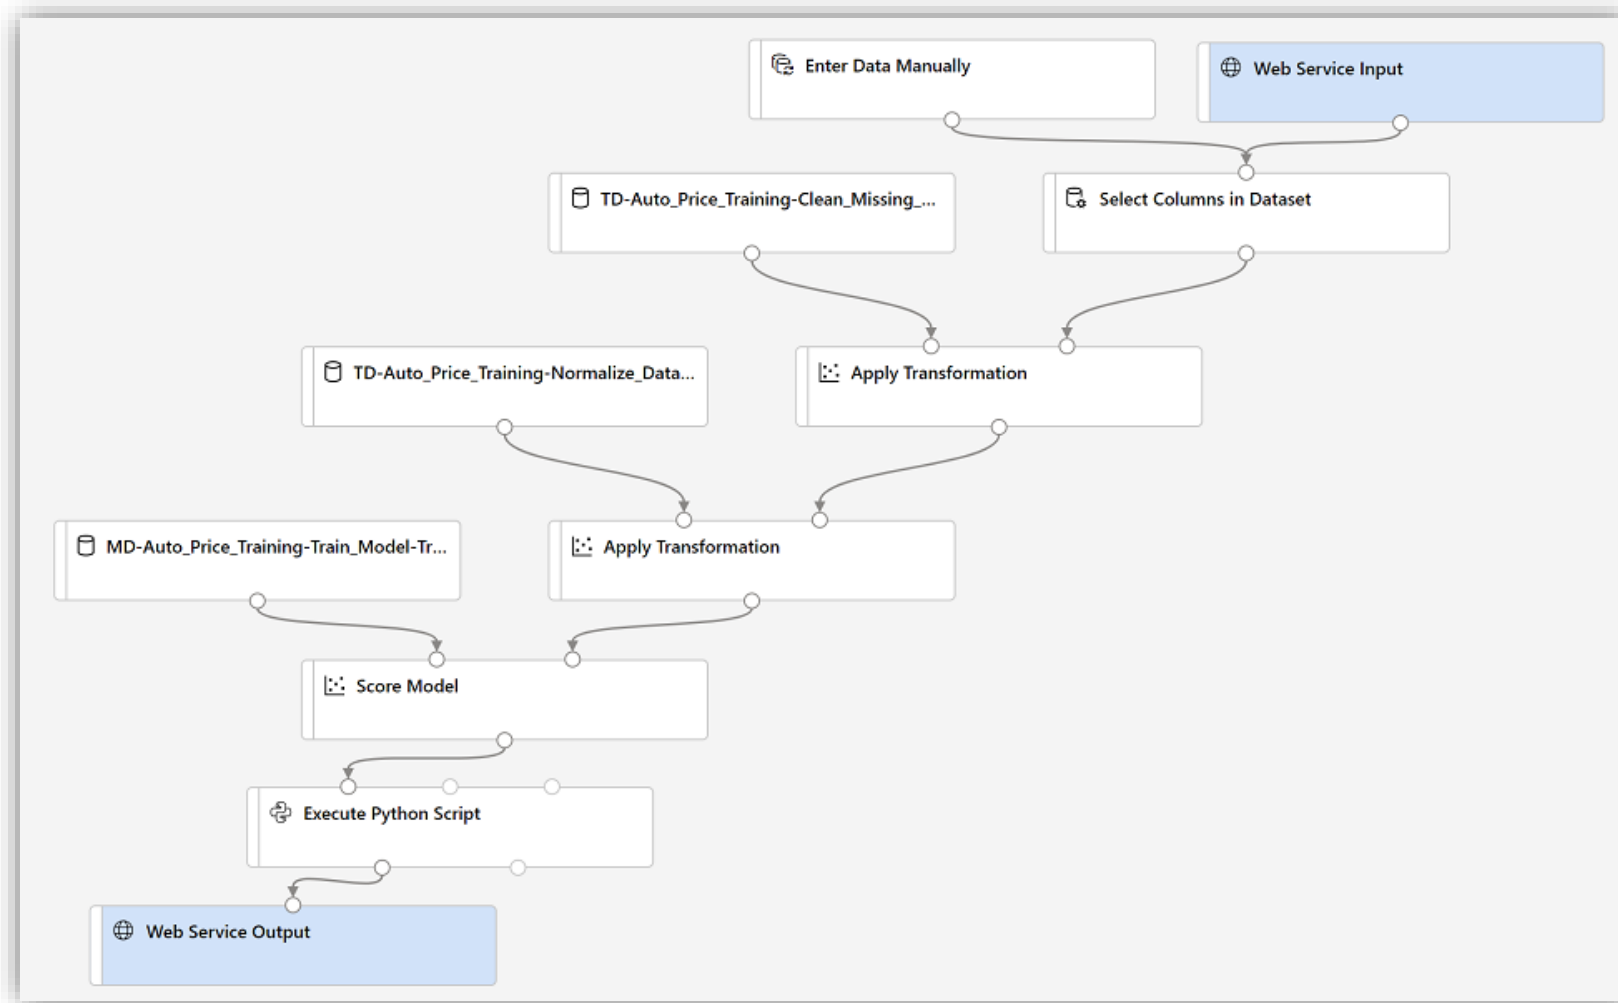 Enter Data Manually
Web Service Input
TD-Auto_Price_Training-Clean_Missing_...
Select Columns in Dataset
TD-Auto_Price_Training-Normalize_Data...
Apply Transformation
MD-Auto_Price_Training-Train_Model-Tr...
Apply Transformation
Score Model
Execute Python Script
Web Service Output